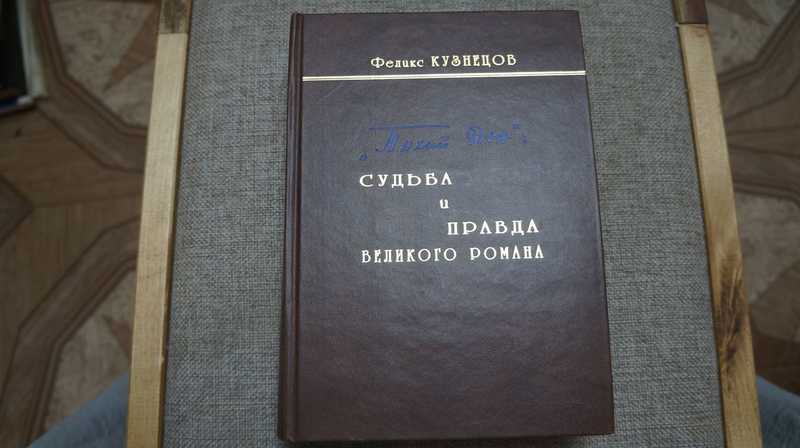 Феликс КУЗНЕЦОВ
„Тихий Дон“:
СУДЬБА
и
ПРАВДА
ВЕЛИКОГО РОМАНА